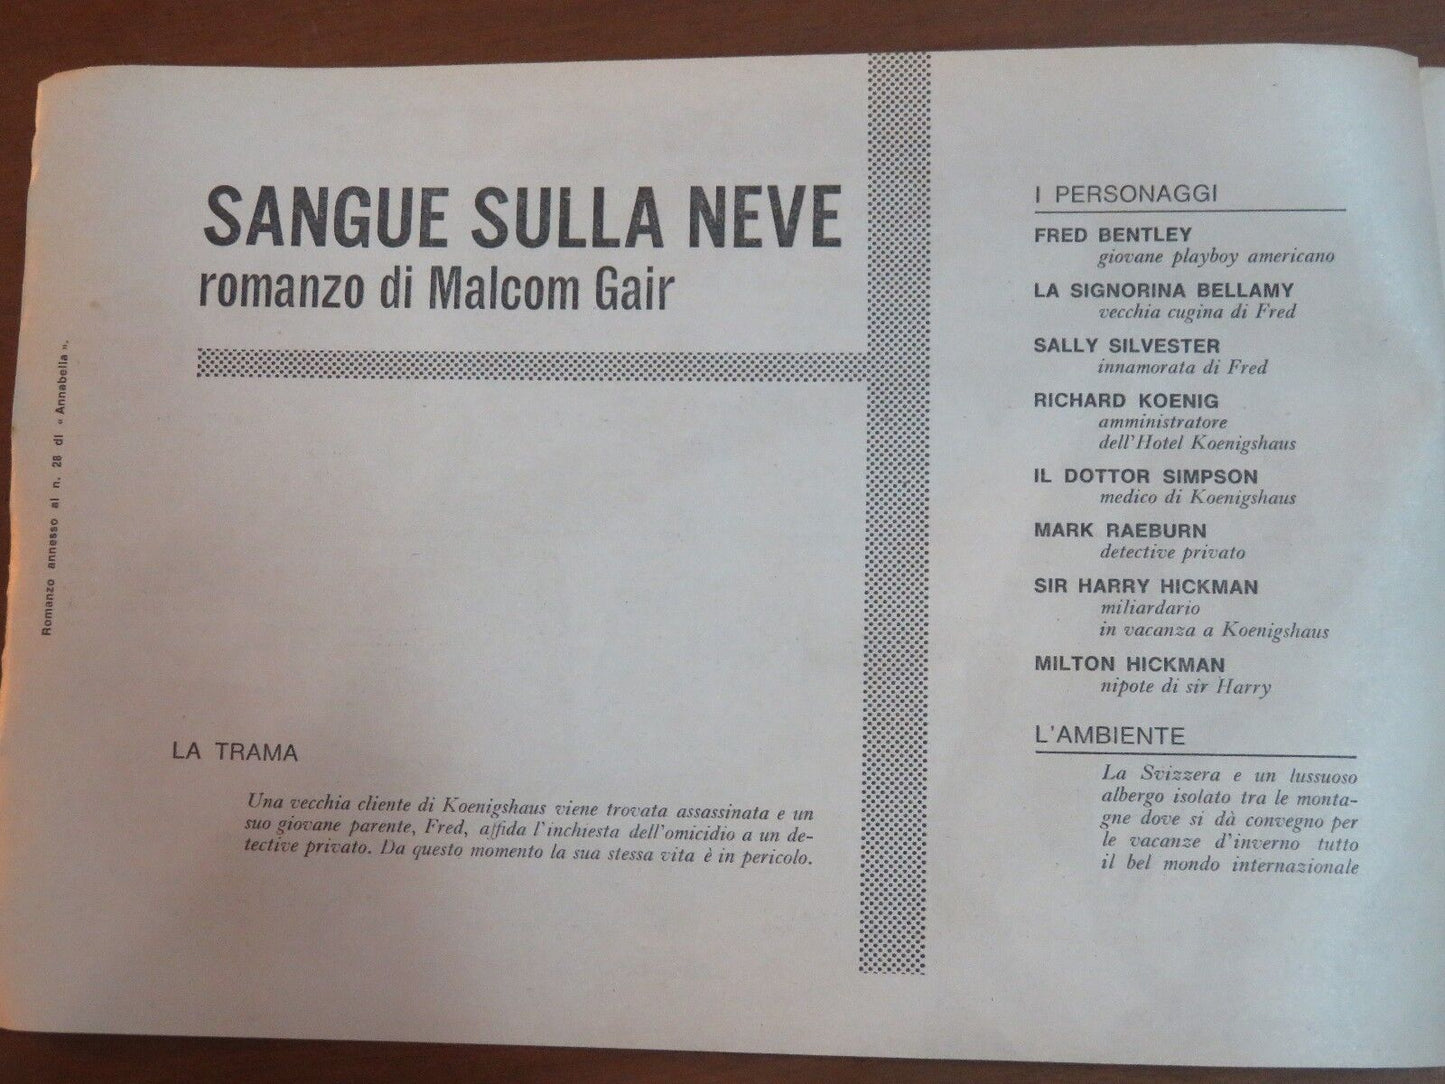 SANGUE SULLA NEVE
romanzo di Malcom Gair
Romanzo annesso al n. 28 di « Annabella ».
LA TRAMA
Una vecchia cliente di Koenigshaus viene trovata assassinata e un
suo giovane parente, Fred, affida l'inchiesta dell'omicidio a un de-
tective privato. Da questo momento la sua stessa vita è in pericolo.
I PERSONAGGI
FRED BENTLEY
giovane playboy americano
LA SIGNORINA BELLAMY
vecchia cugina di Fred
SALLY SILVESTER
innamorata di Fred
RICHARD KOENIG
amministratore
dell'Hotel Koenigshaus
IL DOTTOR SIMPSON
medico di Koenigshaus
MARK RAEBURN
detective privato
SIR HARRY HICKMAN
miliardario
in vacanza a Koenigshaus
MILTON HICKMAN
nipote di sir Harry
L'AMBIENTE
La Svizzera e un lussuoso
albergo isolato tra le monta-
gne dove si dà convegno per
le vacanze d'inverno tutto
il bel mondo internazionale